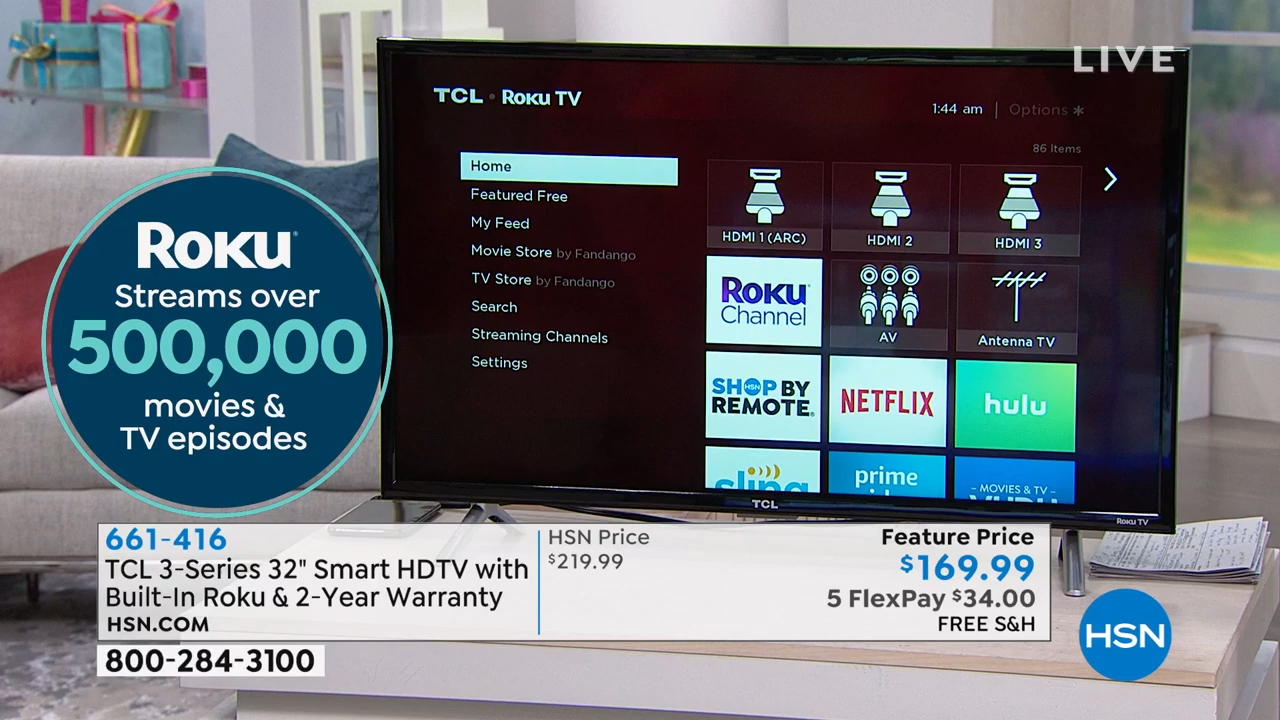 LIVE
TCL • Roku TV
1:44 am | Options *
86 Items
Home
Featured Free
My Feed
Movie Store by Fandango
TV Store by Fandango
Search
Streaming Channels
Settings
HDMI 1 (ARC)
HDMI 2
HDMI 3
Roku
Channel
AV
Antenna TV
SHOP HSN BY
REMOTE
NETFLIX
hulu
sling
prime
video
– MOVIES & TV –
VUDU
TCL
Roku TV
ROKU
Streams over
500,000
movies &
TV episodes
661-416
TCL 3-Series 32" Smart HDTV with
Built-In Roku & 2-Year Warranty
HSN.COM
HSN Price
$219.99
Feature Price
$169.99
5 FlexPay $34.00
FREE S&H
800-284-3100
HSN